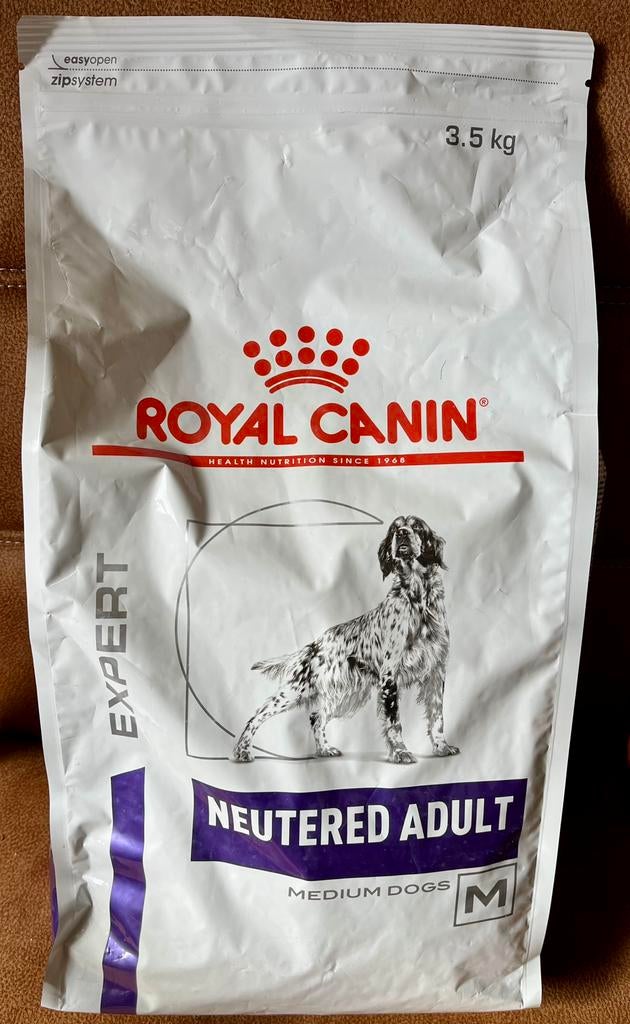 easyopen
zipsystem
3.5 kg
ROYAL CANIN®
HEALTH NUTRITION SINCE 1968
EXPERT
NEUTERED ADULT
MEDIUM DOGS M